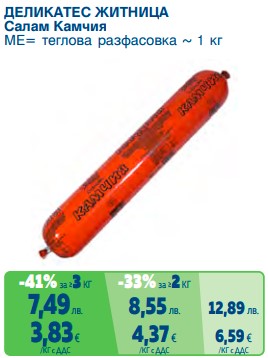 ДЕЛИКАТЕС ЖИТНИЦА
Салам Камчия
МЕ= теглова разфасовка ~ 1 кг
КАМЧИЯ
КАМЧИЯ
-41% за ≥3 КГ -33% за ≥2 КГ
7,49 лв. 8,55 лв. 12,89 лв.
3,83 € 4,37 € 6,59 €
/КГ с ДДС /КГ с ДДС /КГ с ДДС